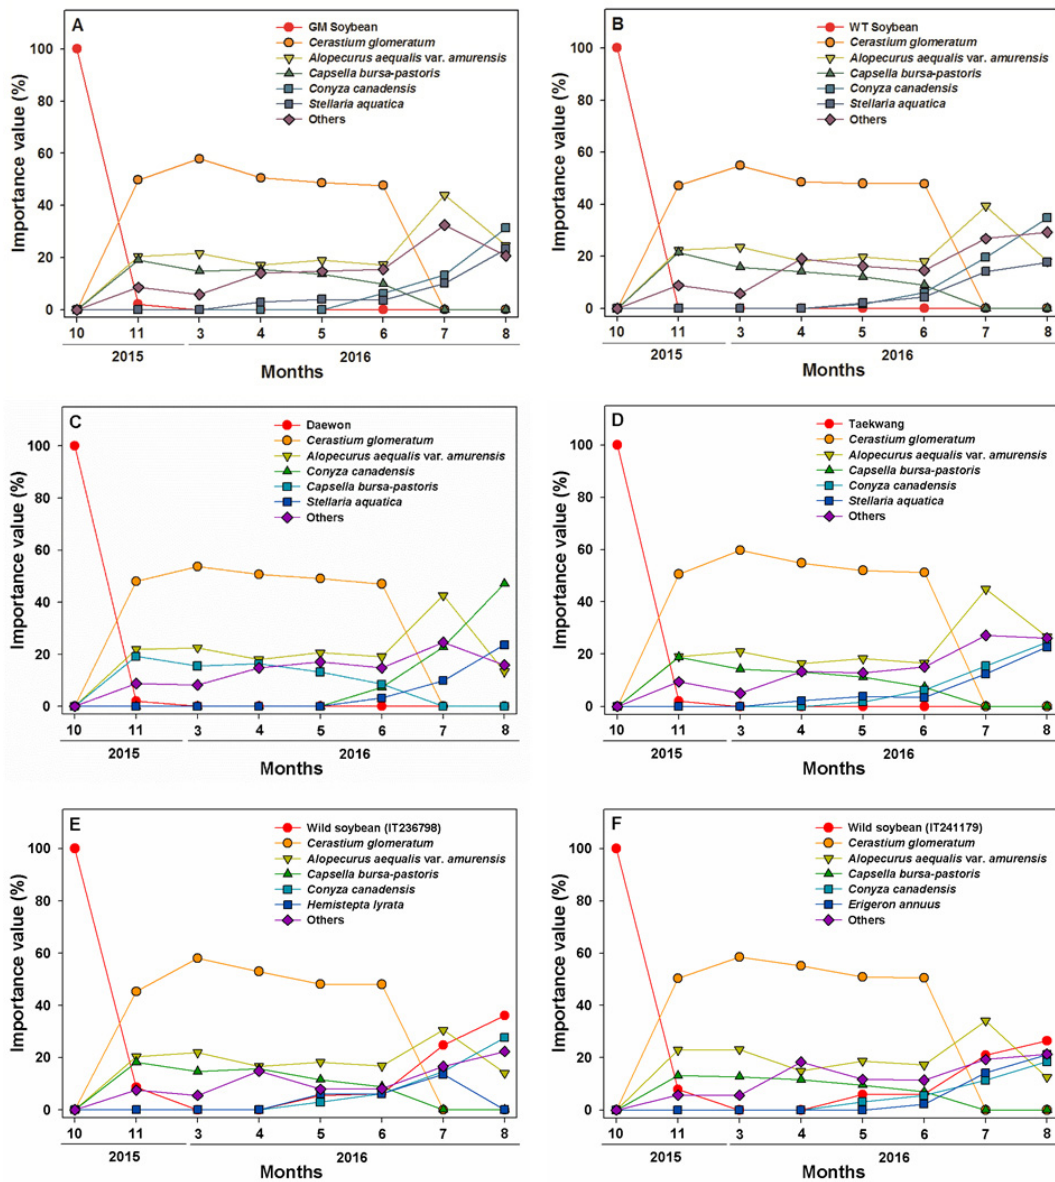 A
GM Soybean
Cerastium glomeratum
Alopecurus aequalis var. amurensis
Capsella bursa-pastoris
Conyza canadensis
Stellaria aquatica
Others
Importance value (%)
100
80
60
40
20
0
10 11 3 4 5 6 7 8
2015 2016
Months
B
WT Soybean
Cerastium glomeratum
Alopecurus aequalis var. amurensis
Capsella bursa-pastoris
Conyza canadensis
Stellaria aquatica
Others
Importance value (%)
100
80
60
40
20
0
10 11 3 4 5 6 7 8
2015 2016
Months
C
Daewon
Cerastium glomeratum
Alopecurus aequalis var. amurensis
Conyza canadensis
Capsella bursa-pastoris
Stellaria aquatica
Others
Importance value (%)
100
80
60
40
20
0
10 11 3 4 5 6 7 8
2015 2016
Months
D
Taekwang
Cerastium glomeratum
Alopecurus aequalis var. amurensis
Capsella bursa-pastoris
Conyza canadensis
Stellaria aquatica
Others
Importance value (%)
100
80
60
40
20
0
10 11 3 4 5 6 7 8
2015 2016
Months
E
Wild soybean (IT236798)
Cerastium glomeratum
Alopecurus aequalis var. amurensis
Capsella bursa-pastoris
Conyza canadensis
Hemistepta lyrata
Others
Importance value (%)
100
80
60
40
20
0
10 11 3 4 5 6 7 8
2015 2016
Months
F
Wild soybean (IT241179)
Cerastium glomeratum
Alopecurus aequalis var. amurensis
Capsella bursa-pastoris
Conyza canadensis
Erigeron annuus
Others
Importance value (%)
100
80
60
40
20
0
10 11 3 4 5 6 7 8
2015 2016
Months